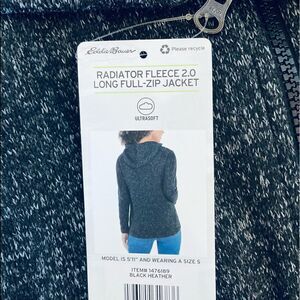 Eddie Bauer
Please recycle
RADIATOR FLEECE 2.0
LONG FULL-ZIP JACKET
ULTRASOFT
MODEL IS 5'11" AND WEARING A SIZE S
ITEM# 1476189
BLACK HEATHER